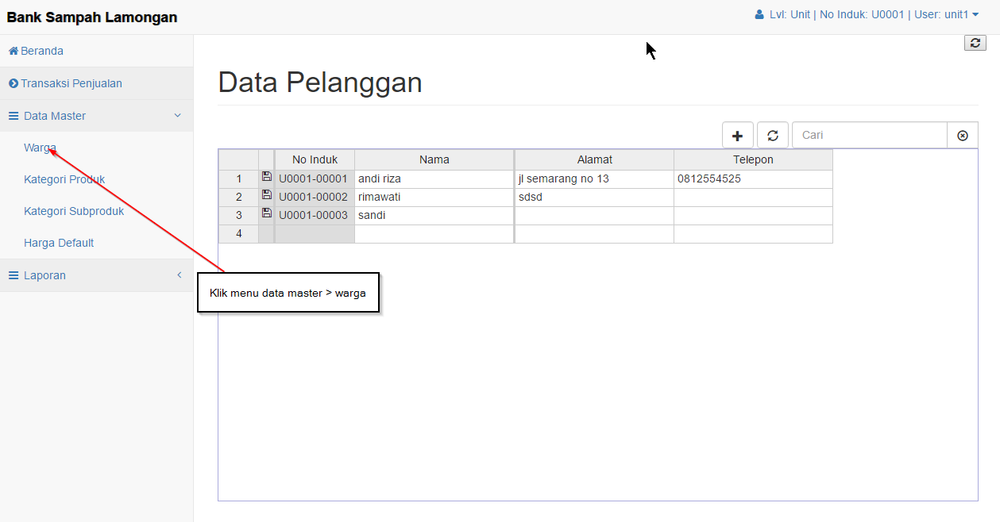 Bank Sampah Lamongan
Lvl: Unit | No Induk: U0001 | User: unit1
Beranda
Transaksi Penjualan
Data Master
Warga
Kategori Produk
Kategori Subproduk
Harga Default
Laporan
Data Pelanggan
Cari
No Induk Nama Alamat Telepon
1 U0001-00001 andi riza jl semarang no 13 0812554525
2 U0001-00002 rimawati sdsd
3 U0001-00003 sandi
4
Klik menu data master > warga